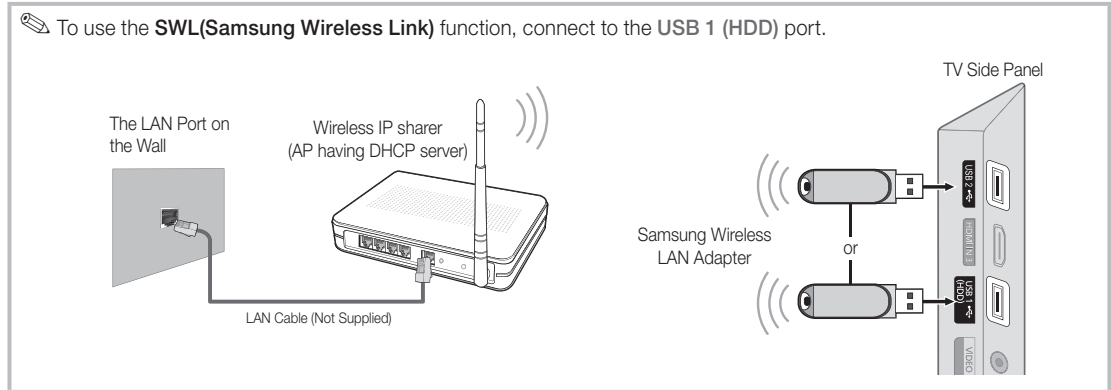 To use the SWL(Samsung Wireless Link) function, connect to the USB 1 (HDD) port.
TV Side Panel
The LAN Port on
the Wall
Wireless IP sharer
(AP having DHCP server)
LAN Cable (Not Supplied)
Samsung Wireless
LAN Adapter
or
USB 2
HDMI IN 3
USB 1
(HDD)
VIDEO